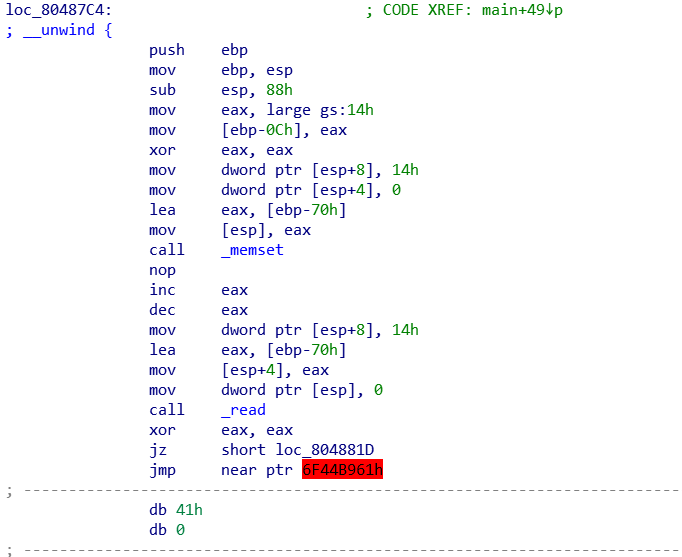 loc_80487C4: ; CODE XREF: main+49↓p
; __unwind {
push ebp
mov ebp, esp
sub esp, 88h
mov eax, large gs:14h
mov [ebp-0Ch], eax
xor eax, eax
mov dword ptr [esp+8], 14h
mov dword ptr [esp+4], 0
lea eax, [ebp-70h]
mov [esp], eax
call _memset
nop
inc eax
dec eax
mov dword ptr [esp+8], 14h
lea eax, [ebp-70h]
mov [esp+4], eax
mov dword ptr [esp], 0
call _read
xor eax, eax
jz short loc_804881D
jmp near ptr 6F44B961h
; ---------------------------------------------------------------------------
db 41h
db 0
; ---------------------------------------------------------------------------